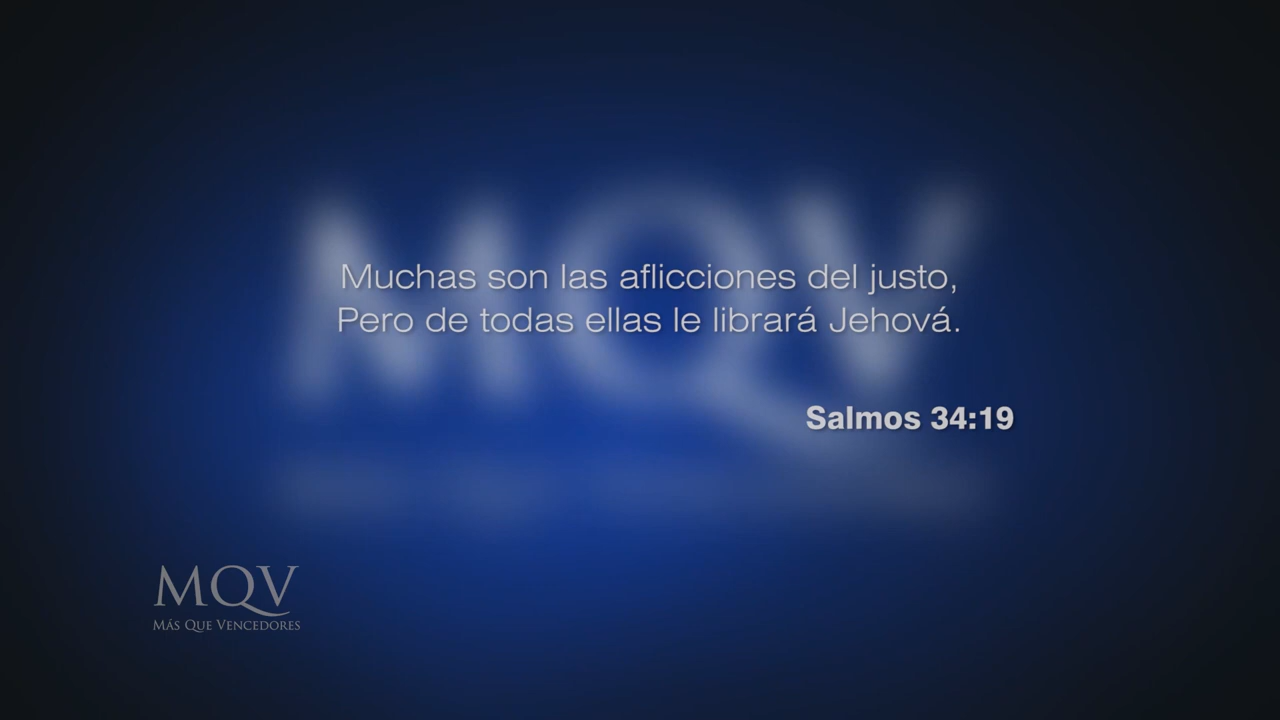 Muchas son las aflicciones del justo,
Pero de todas ellas le librará Jehová.
Salmos 34:19
MQV
MQV
MÁS QUE VENCEDORES